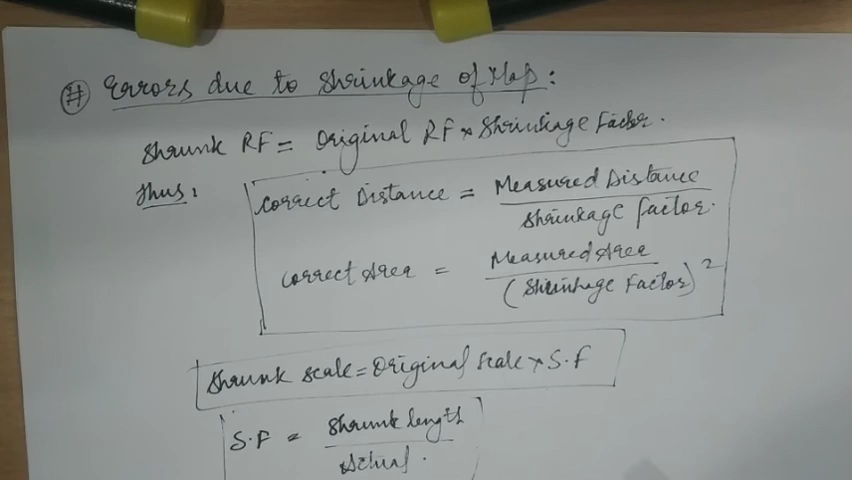 # Errors due to Shrinkage of Map:
Shrunk RF = Original RF × Shrinkage Factor.
Thus:
Correct Distance = Measured Distance / Shrinkage factor.
Correct Area = Measured Area / (Shrinkage Factor)²
Shrunk scale = Original scale × S.F
S.F = Shrunk length / Actual.